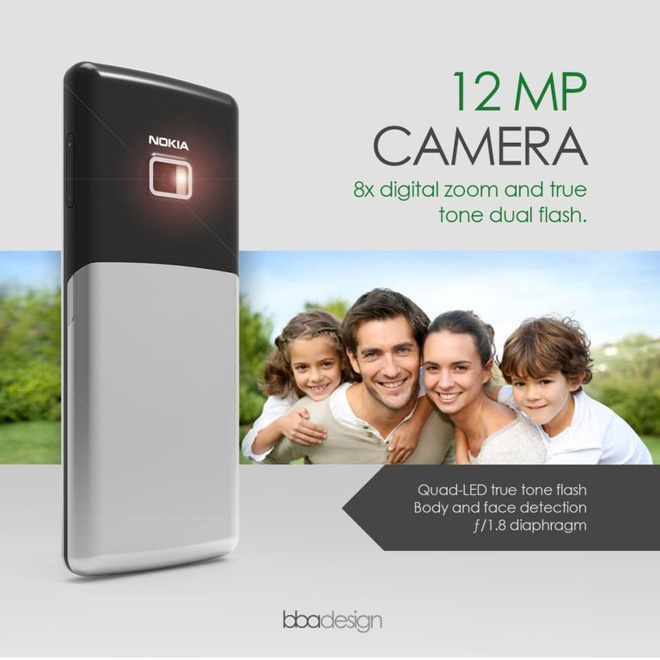 NOKIA
12 MP
CAMERA
8x digital zoom and true
tone dual flash.
Quad-LED true tone flash
Body and face detection
ƒ/1.8 diaphragm
bbadesign